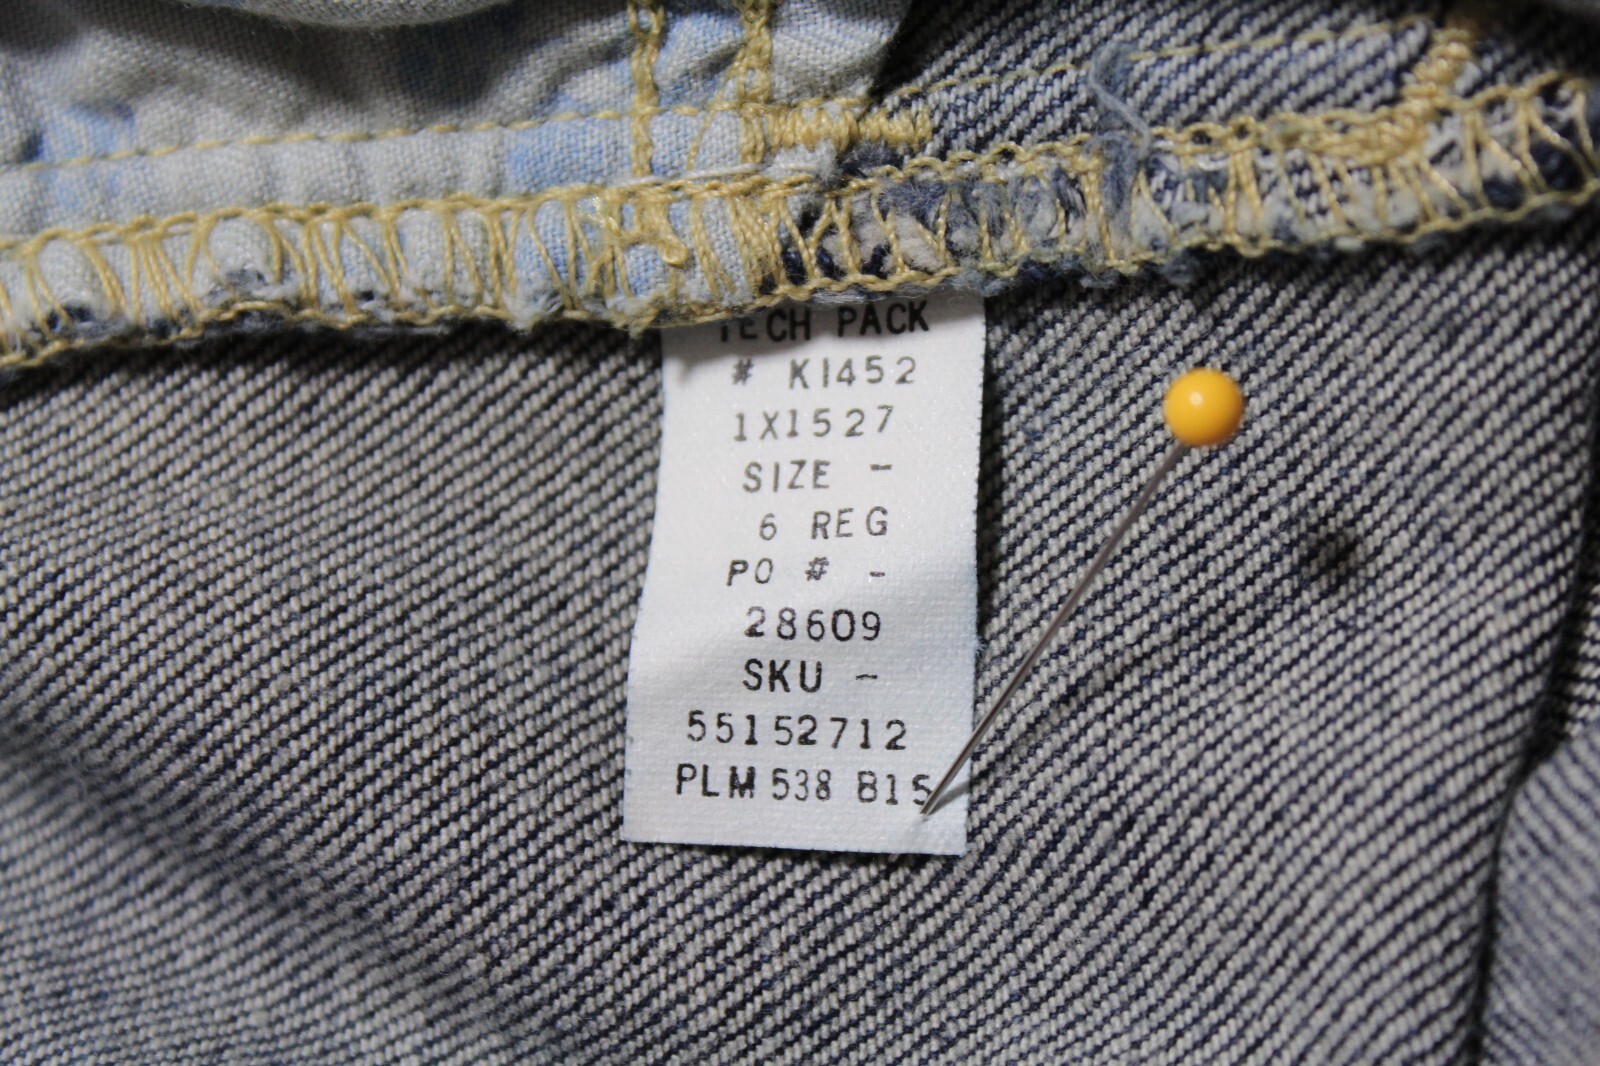 TECH PACK
# K1452
1X1527
SIZE -
6 REG
PO # -
28609
SKU -
55152712
PLM 538 B15